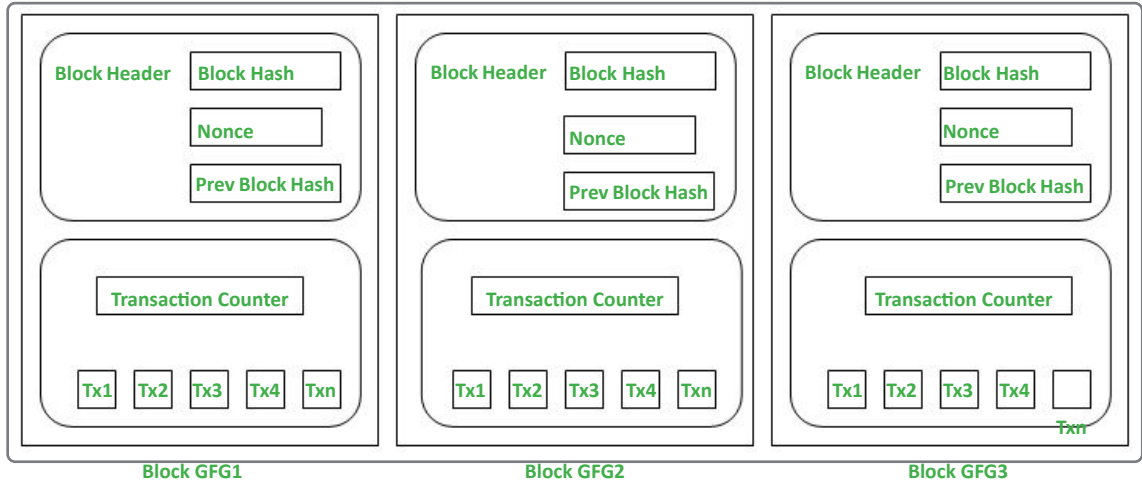 Block Header Block Hash
Nonce
Prev Block Hash
Transaction Counter
Tx1 Tx2 Tx3 Tx4 Txn
Block GFG1
Block Header Block Hash
Nonce
Prev Block Hash
Transaction Counter
Tx1 Tx2 Tx3 Tx4 Txn
Block GFG2
Block Header Block Hash
Nonce
Prev Block Hash
Transaction Counter
Tx1 Tx2 Tx3 Tx4
Txn
Block GFG3